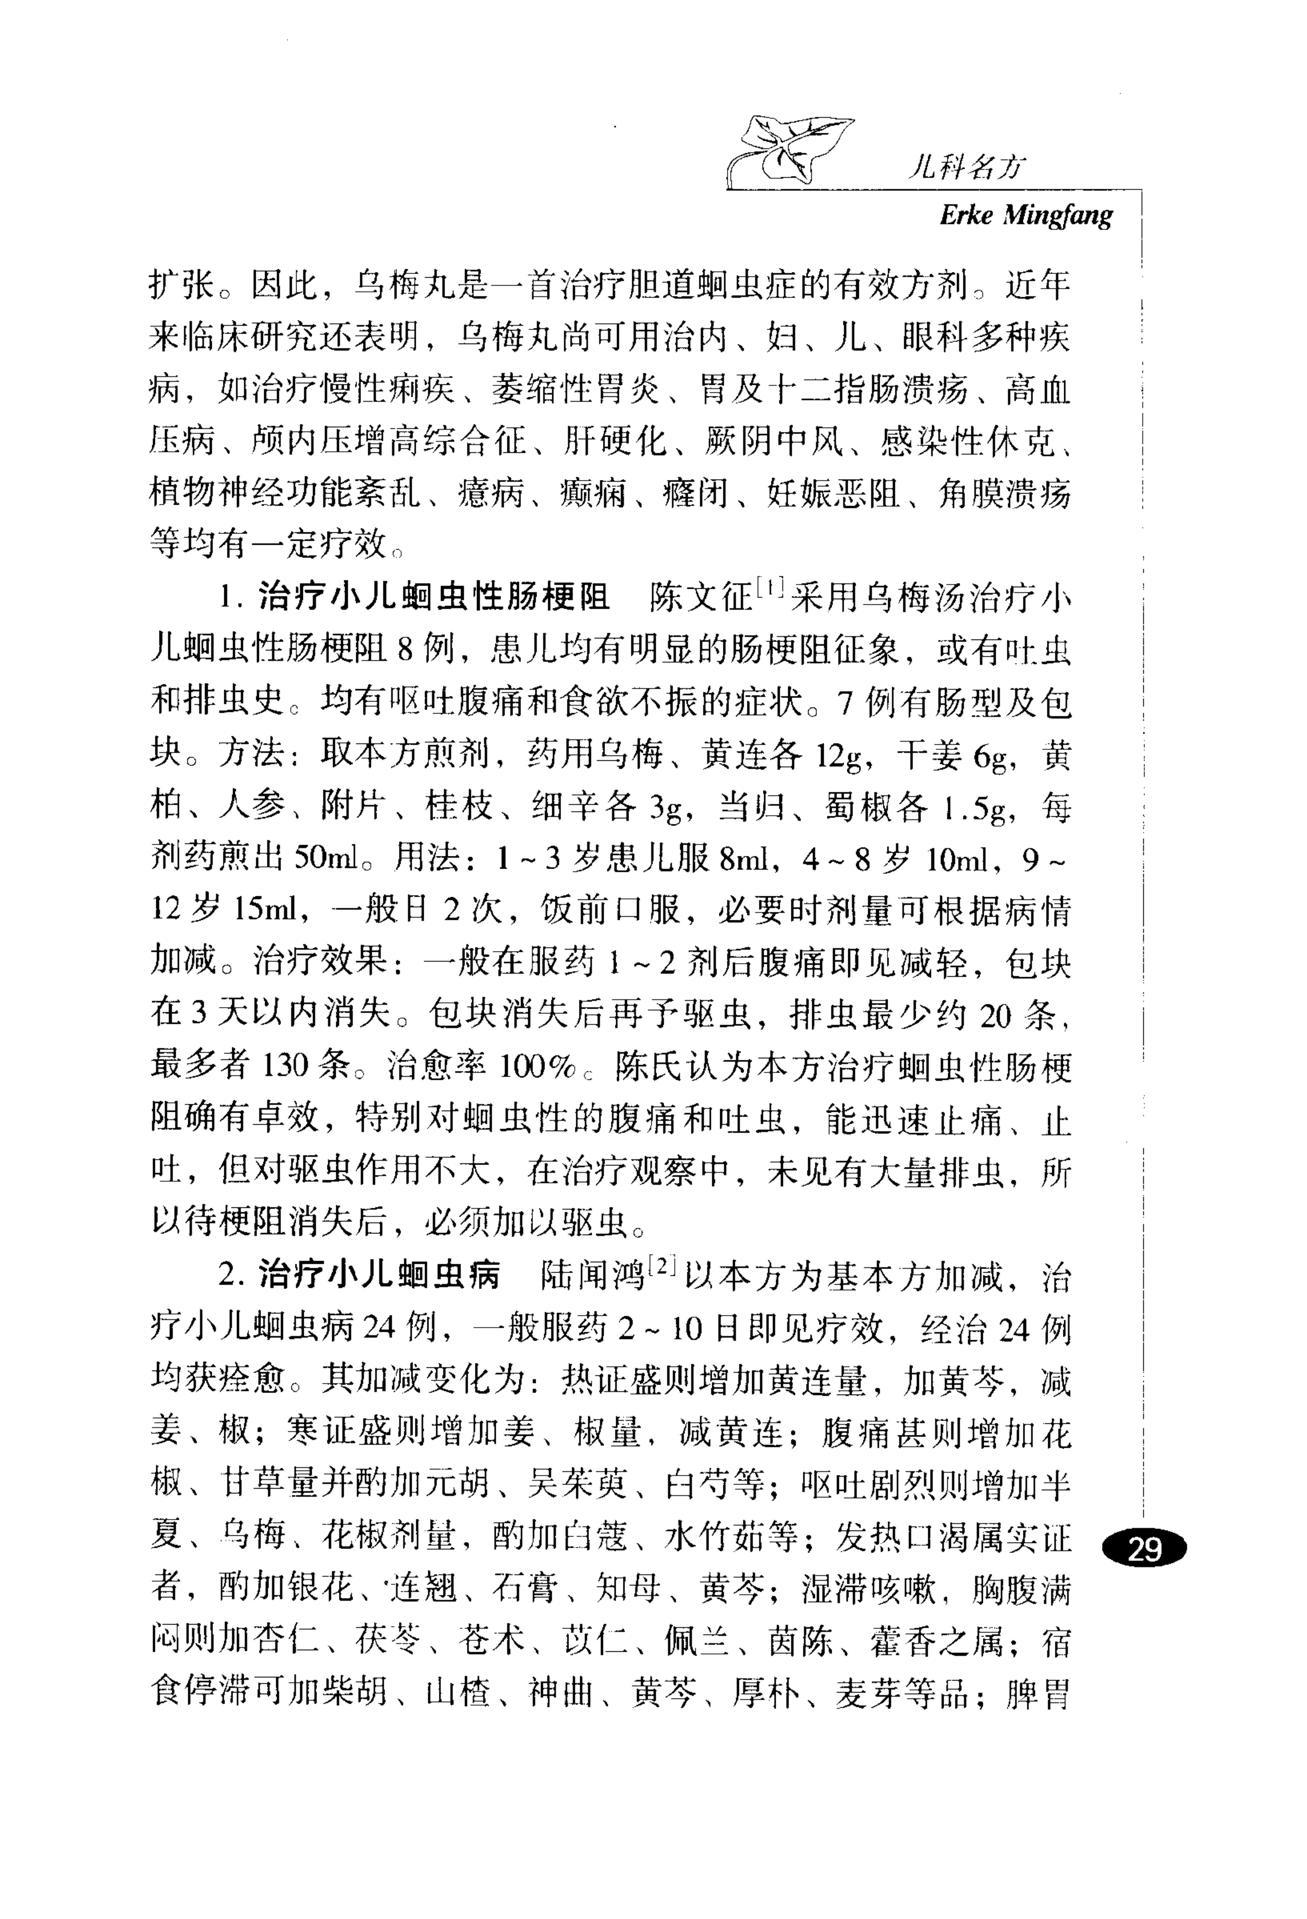 儿科名方
Erke Mingfang
扩张。因此，乌梅丸是一首治疗胆道蛔虫症的有效方剂。近年
来临床研究还表明，乌梅丸尚可用治内、妇、儿、眼科多种疾
病，如治疗慢性痢疾、萎缩性胃炎、胃及十二指肠溃疡、高血
压病、颅内压增高综合征、肝硬化、厥阴中风、感染性休克、
植物神经功能紊乱、癔病、癫痫、癃闭、妊娠恶阻、角膜溃疡
等均有一定疗效。
1. 治疗小儿蛔虫性肠梗阻　陈文征[1]采用乌梅汤治疗小
儿蛔虫性肠梗阻 8 例，患儿均有明显的肠梗阻征象，或有吐虫
和排虫史。均有呕吐腹痛和食欲不振的症状。7 例有肠型及包
块。方法：取本方煎剂，药用乌梅、黄连各 12g，干姜 6g，黄
柏、人参、附片、桂枝、细辛各 3g，当归、蜀椒各 1.5g，每
剂药煎出 50ml。用法：1～3 岁患儿服 8ml，4～8 岁 10ml，9～
12 岁 15ml，一般日 2 次，饭前口服，必要时剂量可根据病情
加减。治疗效果：一般在服药 1～2 剂后腹痛即见减轻，包块
在 3 天以内消失。包块消失后再予驱虫，排虫最少约 20 条，
最多者 130 条。治愈率 100%。陈氏认为本方治疗蛔虫性肠梗
阻确有卓效，特别对蛔虫性的腹痛和吐虫，能迅速止痛、止
吐，但对驱虫作用不大，在治疗观察中，未见有大量排虫，所
以待梗阻消失后，必须加以驱虫。
2. 治疗小儿蛔虫病　陆闻鸿[2]以本方为基本方加减，治
疗小儿蛔虫病 24 例，一般服药 2～10 日即见疗效，经治 24 例
均获痊愈。其加减变化为：热证盛则增加黄连量，加黄芩，减
姜、椒；寒证盛则增加姜、椒量，减黄连；腹痛甚则增加花
椒、甘草量并酌加元胡、吴茱萸、白芍等；呕吐剧烈则增加半
夏、乌梅、花椒剂量，酌加白蔻、水竹茹等；发热口渴属实证
者，酌加银花、连翘、石膏、知母、黄芩；湿滞咳嗽，胸腹满
闷则加杏仁、茯苓、苍术、苡仁、佩兰、茵陈、藿香之属；宿
食停滞可加柴胡、山楂、神曲、黄芩、厚朴、麦芽等品；脾胃
29